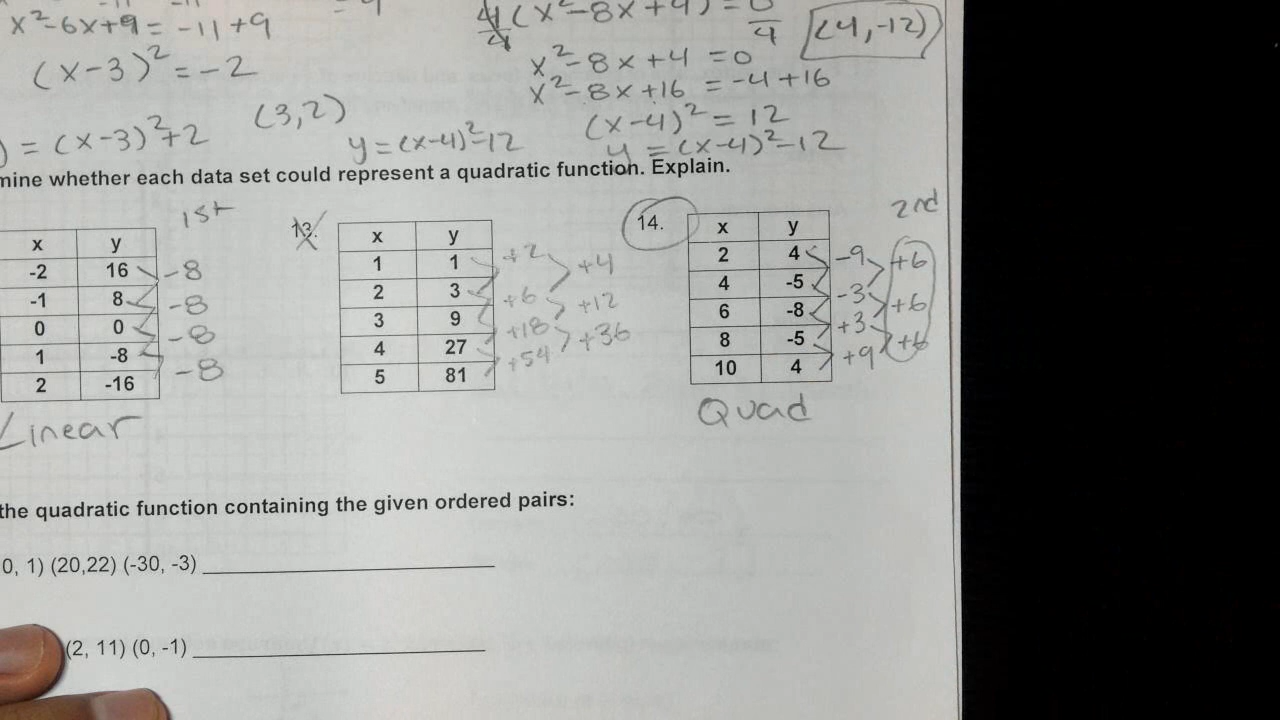 x²-6x+9 = -11+9
(x-3)² = -2
(3,2)
= (x-3)²+2
(x²-8x+4) =
(4,-12)
x²-8x+4 = 0
x²-8x+16 = -4+16
(x-4)² = 12
y = (x-4)²-12
y = (x-4)²-12
mine whether each data set could represent a quadratic function. Explain.
1st
x y
-2 16
-1 8
0 0
1 -8
2 -16
-8
-8
-8
-8
Linear
13.
x y
1 1
2 3
3 9
4 27
5 81
+2
+6
+18
+54
+4
+12
+36
14.
x y
2 4
4 -5
6 -8
8 -5
10 4
-9
-3
+3
+9
2nd
+6
+6
+6
Quad
the quadratic function containing the given ordered pairs:
0, 1) (20,22) (-30, -3)
(2, 11) (0, -1)